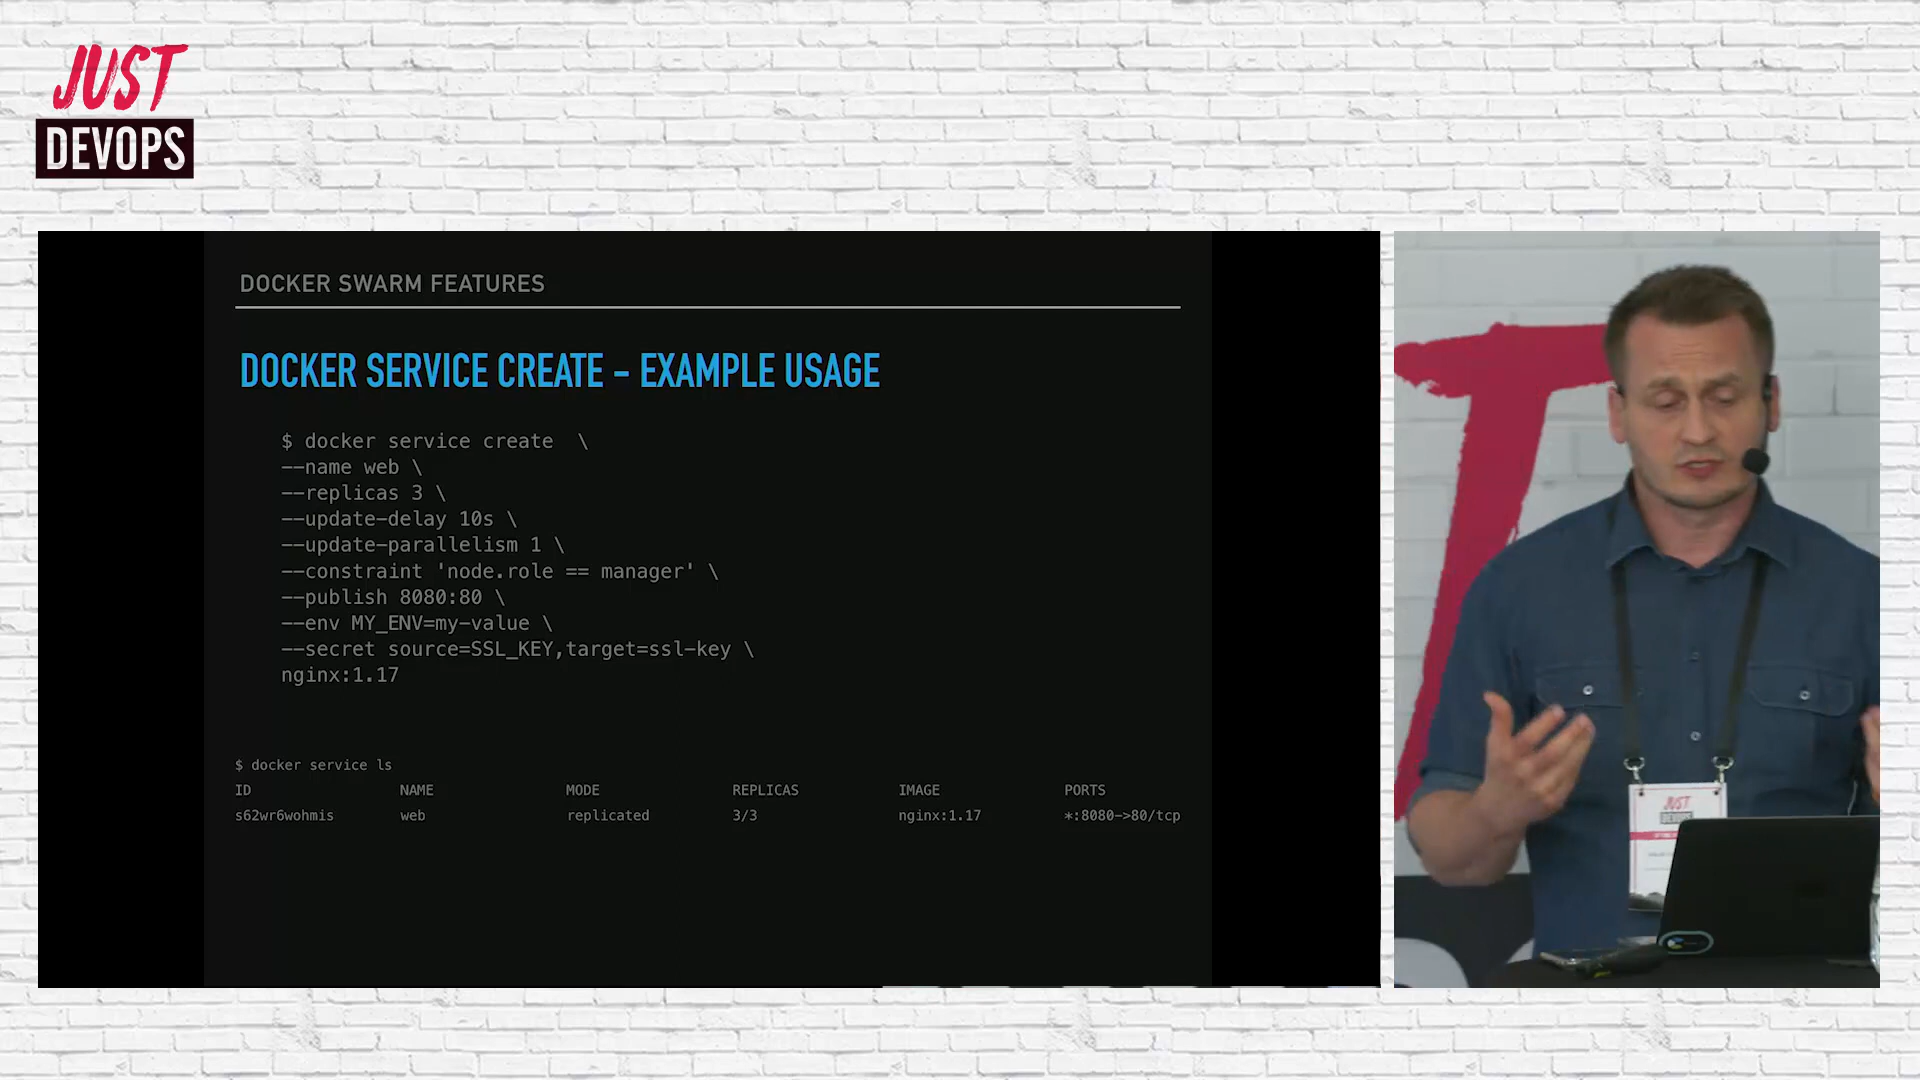 JUST
DEVOPS
DOCKER SWARM FEATURES
DOCKER SERVICE CREATE - EXAMPLE USAGE
$ docker service create  \
--name web \
--replicas 3 \
--update-delay 10s \
--update-parallelism 1 \
--constraint 'node.role == manager' \
--publish 8080:80 \
--env MY_ENV=my-value \
--secret source=SSL_KEY,target=ssl-key \
nginx:1.17
$ docker service ls
ID NAME MODE REPLICAS IMAGE PORTS
s62wr6wohmis web replicated 3/3 nginx:1.17 *:8080->80/tcp
JUST
DEVOPS